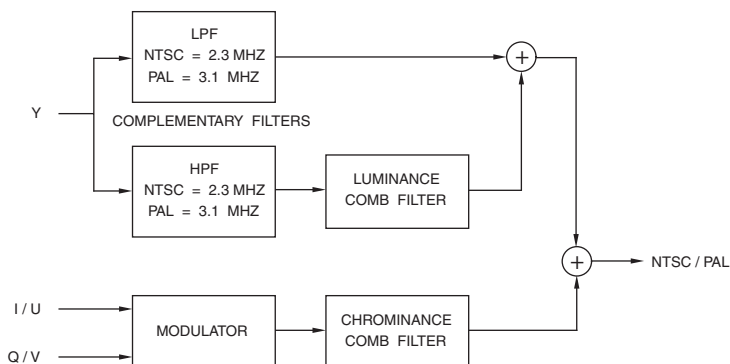 LPF
NTSC = 2.3 MHZ
PAL = 3.1 MHZ
Y
COMPLEMENTARY FILTERS
HPF
NTSC = 2.3 MHZ
PAL = 3.1 MHZ
LUMINANCE
COMB FILTER
+
+
NTSC / PAL
I / U
MODULATOR
CHROMINANCE
COMB FILTER
Q / V